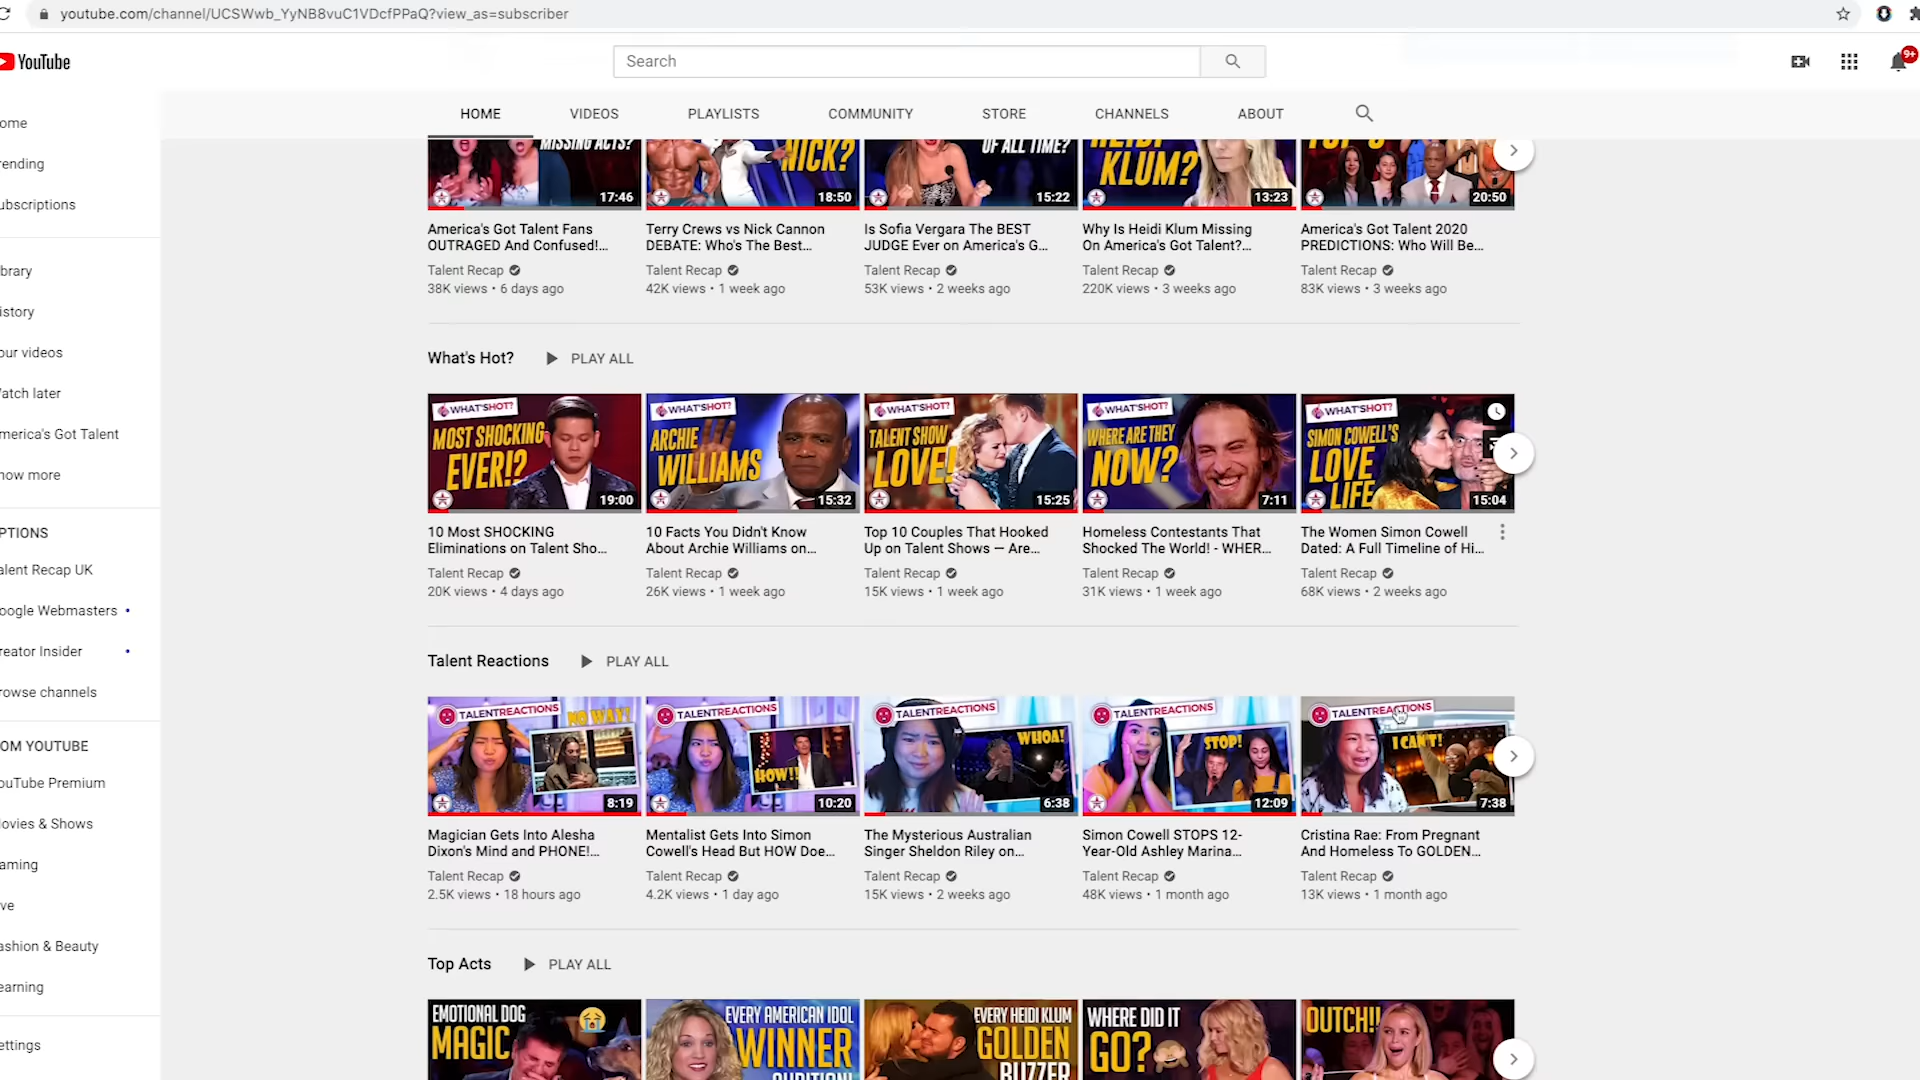 youtube.com/channel/UCSWwb_YyNB8vuC1VDcfPPaQ?view_as=subscriber
YouTube
Search
9+
HOME
VIDEOS
PLAYLISTS
COMMUNITY
STORE
CHANNELS
ABOUT
ome
rending
ubscriptions
brary
istory
our videos
atch later
merica's Got Talent
how more
PTIONS
alent Recap UK
oogle Webmasters •
reator Insider •
rowse channels
OM YOUTUBE
ouTube Premium
ovies & Shows
aming
ve
ashion & Beauty
earning
ettings
MISSING ACTS?
17:46
NICK?
18:50
OF ALL TIME?
15:22
HEIDI
KLUM?
13:23
20:50
America's Got Talent Fans
OUTRAGED And Confused!...
Talent Recap
38K views • 6 days ago
Terry Crews vs Nick Cannon
DEBATE: Who's The Best...
Talent Recap
42K views • 1 week ago
Is Sofia Vergara The BEST
JUDGE Ever on America's G...
Talent Recap
53K views • 2 weeks ago
Why Is Heidi Klum Missing
On America's Got Talent?...
Talent Recap
220K views • 3 weeks ago
America's Got Talent 2020
PREDICTIONS: Who Will Be...
Talent Recap
83K views • 3 weeks ago
What's Hot?
PLAY ALL
WHAT'SHOT?
MOST SHOCKING
EVER!?
19:00
WHAT'SHOT?
ARCHIE
WILLIAMS
15:32
WHAT'SHOT?
TALENT SHOW
LOVE!
15:25
WHAT'SHOT?
WHERE ARE THEY
NOW?
7:11
WHAT'SHOT?
SIMON COWELL'S
LOVE
LIFE
15:04
10 Most SHOCKING
Eliminations on Talent Sho...
Talent Recap
20K views • 4 days ago
10 Facts You Didn't Know
About Archie Williams on...
Talent Recap
26K views • 1 week ago
Top 10 Couples That Hooked
Up on Talent Shows — Are...
Talent Recap
15K views • 1 week ago
Homeless Contestants That
Shocked The World! - WHER...
Talent Recap
31K views • 1 week ago
The Women Simon Cowell
Dated: A Full Timeline of Hi...
Talent Recap
68K views • 2 weeks ago
Talent Reactions
PLAY ALL
TALENTREACTIONS
NO WAY!
8:19
TALENTREACTIONS
HOW!!
10:20
TALENTREACTIONS
WHOA!
6:38
TALENTREACTIONS
STOP!
12:09
TALENTREACTIONS
I CAN'T!
7:38
Magician Gets Into Alesha
Dixon's Mind and PHONE!...
Talent Recap
2.5K views • 18 hours ago
Mentalist Gets Into Simon
Cowell's Head But HOW Doe...
Talent Recap
4.2K views • 1 day ago
The Mysterious Australian
Singer Sheldon Riley on...
Talent Recap
15K views • 2 weeks ago
Simon Cowell STOPS 12-
Year-Old Ashley Marina...
Talent Recap
48K views • 1 month ago
Cristina Rae: From Pregnant
And Homeless To GOLDEN...
Talent Recap
13K views • 1 month ago
Top Acts
PLAY ALL
EMOTIONAL DOG
MAGIC
EVERY AMERICAN IDOL
WINNER
AUDITION!
EVERY HEIDI KLUM
GOLDEN
BUZZER
WHERE DID IT
GO?
OUTCH!!